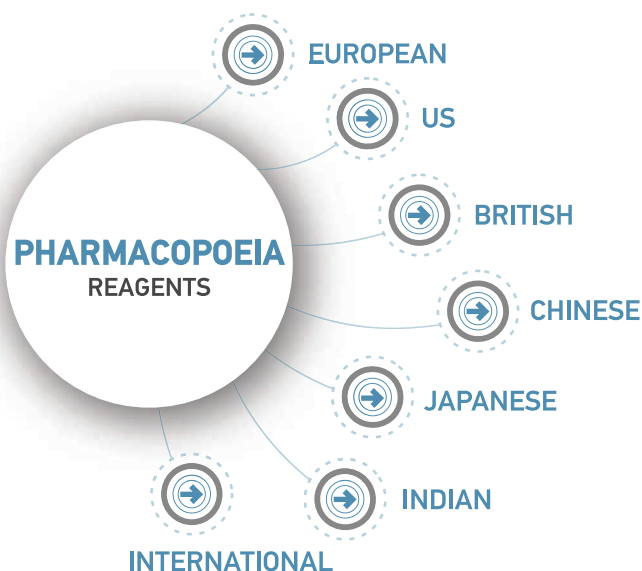 PHARMACOPOEIA
REAGENTS
EUROPEAN
US
BRITISH
CHINESE
JAPANESE
INDIAN
INTERNATIONAL